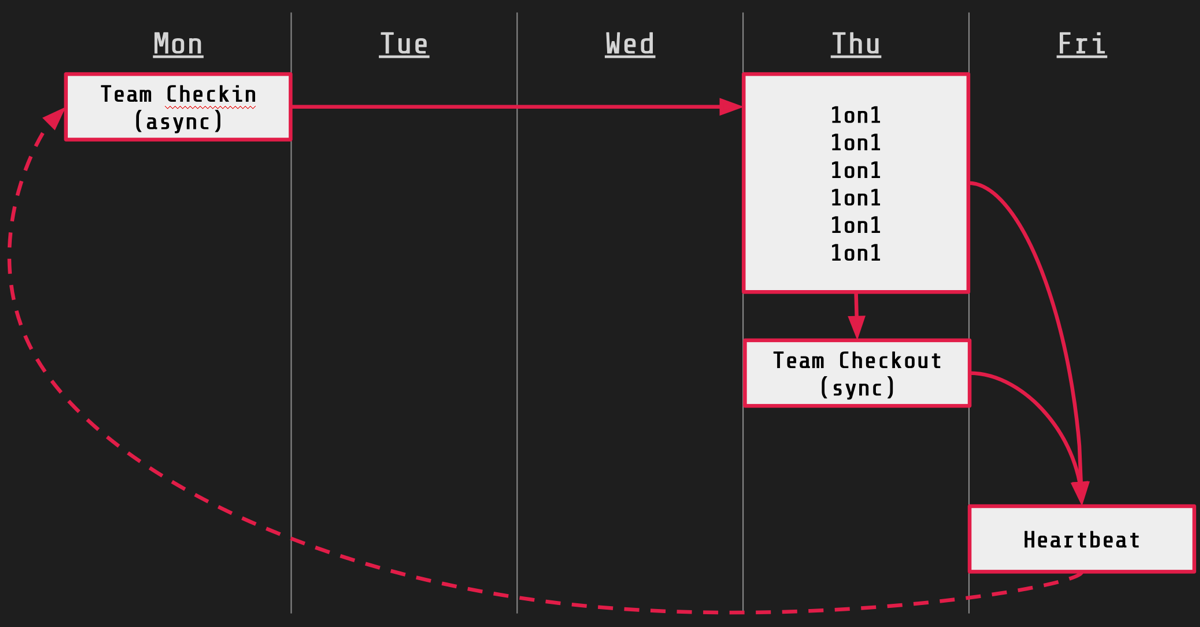 Mon
Tue
Wed
Thu
Fri
Team Checkin
(async)
1on1
1on1
1on1
1on1
1on1
1on1
Team Checkout
(sync)
Heartbeat